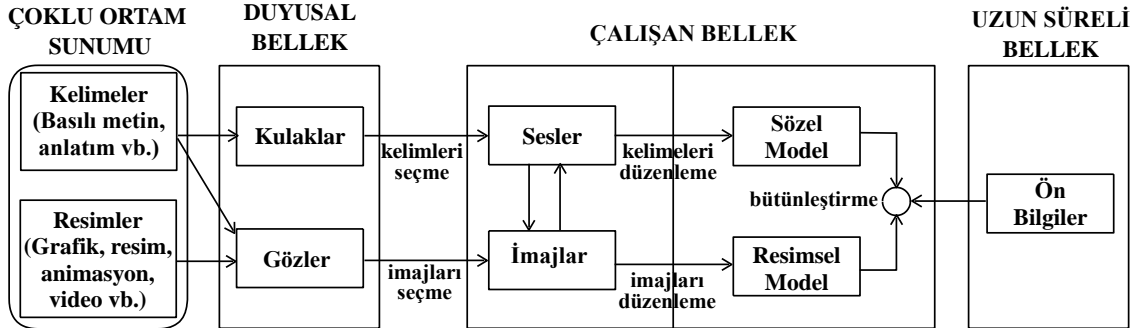 ÇOKLU ORTAM
SUNUMU
DUYUSAL
BELLEK
ÇALIŞAN BELLEK
UZUN SÜRELİ
BELLEK
Kelimeler
(Basılı metin,
anlatım vb.)
Kulaklar
kelimleri
seçme
Sesler
kelimeleri
düzenleme
Sözel
Model
bütünleştirme
Ön
Bilgiler
Resimler
(Grafik, resim,
animasyon,
video vb.)
Gözler
imajları
seçme
İmajlar
imajları
düzenleme
Resimsel
Model